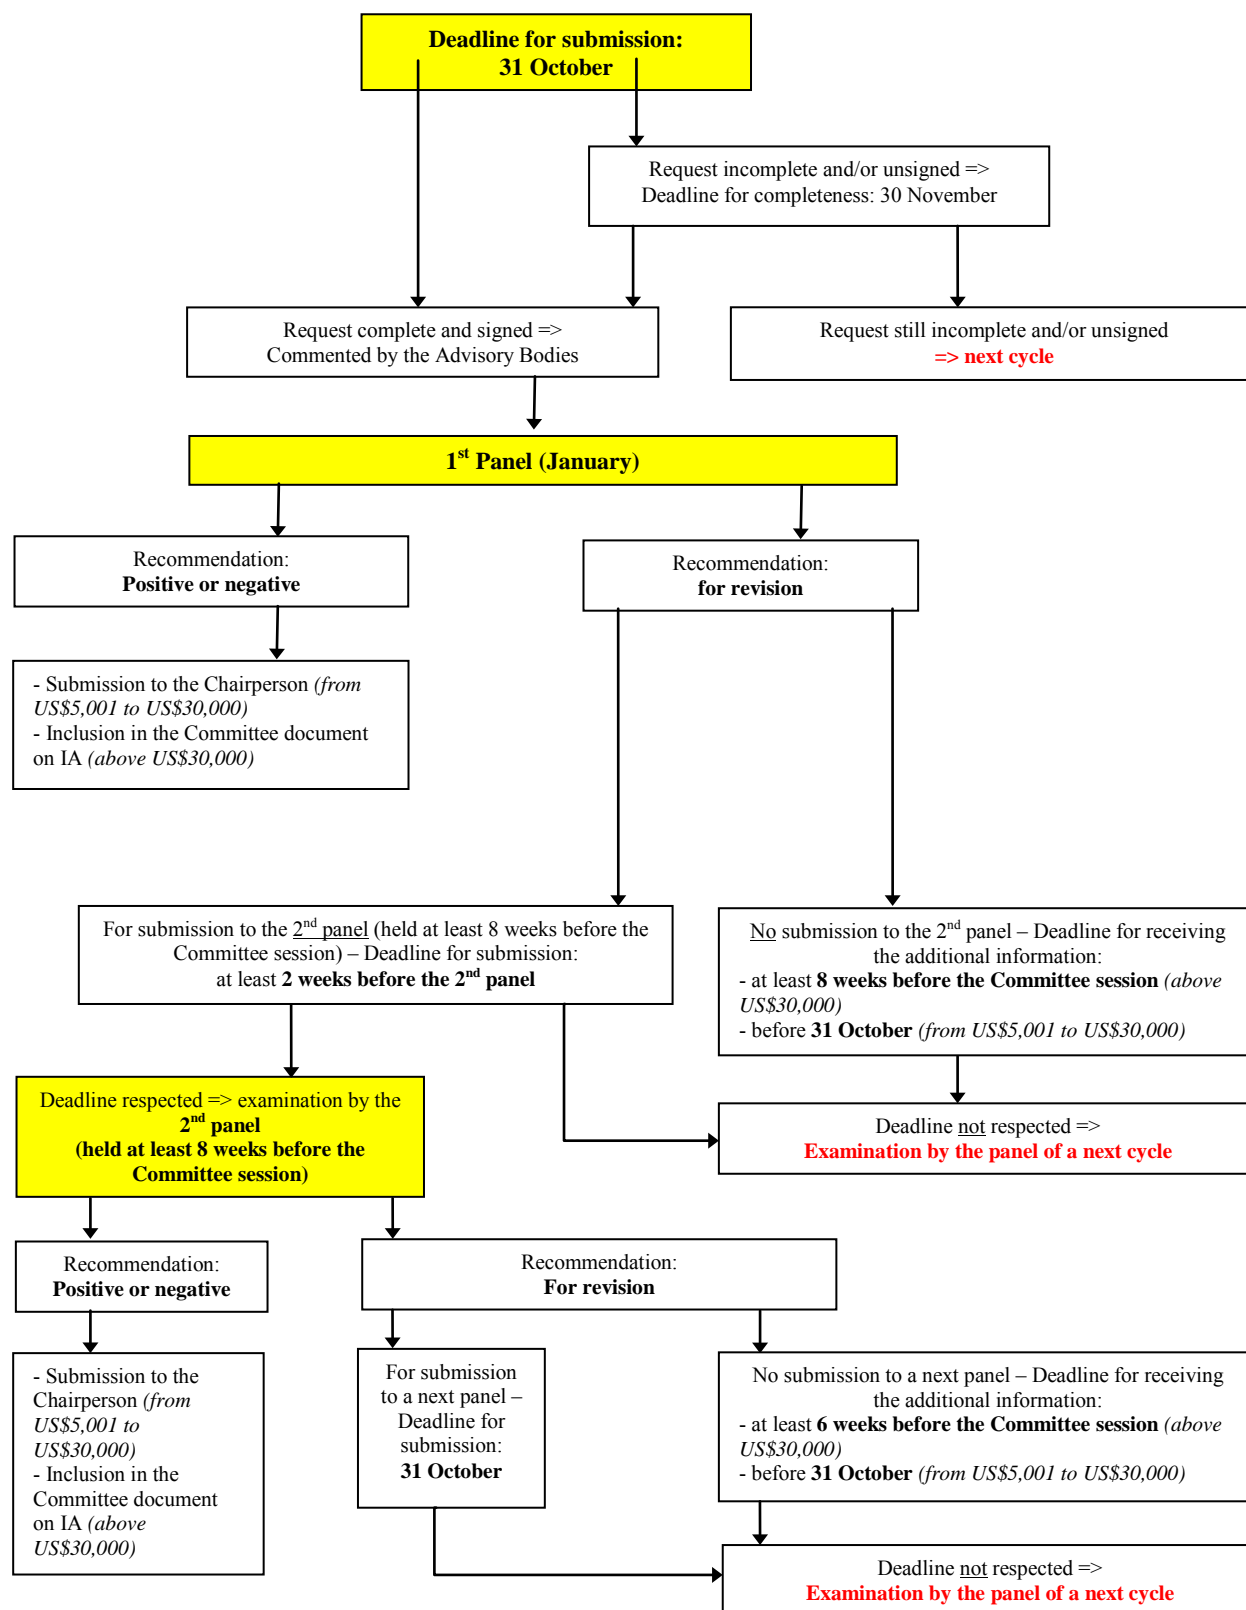 Deadline for submission:
31 October
Request incomplete and/or unsigned =>
Deadline for completeness: 30 November
Request complete and signed =>
Commented by the Advisory Bodies
Request still incomplete and/or unsigned
=> next cycle
1st Panel (January)
Recommendation:
Positive or negative
Recommendation:
for revision
- Submission to the Chairperson (from
US$5,001 to US$30,000)
- Inclusion in the Committee document
on IA (above US$30,000)
For submission to the 2nd panel (held at least 8 weeks before the
Committee session) – Deadline for submission:
at least 2 weeks before the 2nd panel
No submission to the 2nd panel – Deadline for receiving
the additional information:
- at least 8 weeks before the Committee session (above
US$30,000)
- before 31 October (from US$5,001 to US$30,000)
Deadline respected => examination by the
2nd panel
(held at least 8 weeks before the
Committee session)
Deadline not respected =>
Examination by the panel of a next cycle
Recommendation:
Positive or negative
Recommendation:
For revision
- Submission to the
Chairperson (from
US$5,001 to
US$30,000)
- Inclusion in the
Committee document
on IA (above
US$30,000)
For submission
to a next panel –
Deadline for
submission:
31 October
No submission to a next panel – Deadline for receiving
the additional information:
- at least 6 weeks before the Committee session (above
US$30,000)
- before 31 October (from US$5,001 to US$30,000)
Deadline not respected =>
Examination by the panel of a next cycle